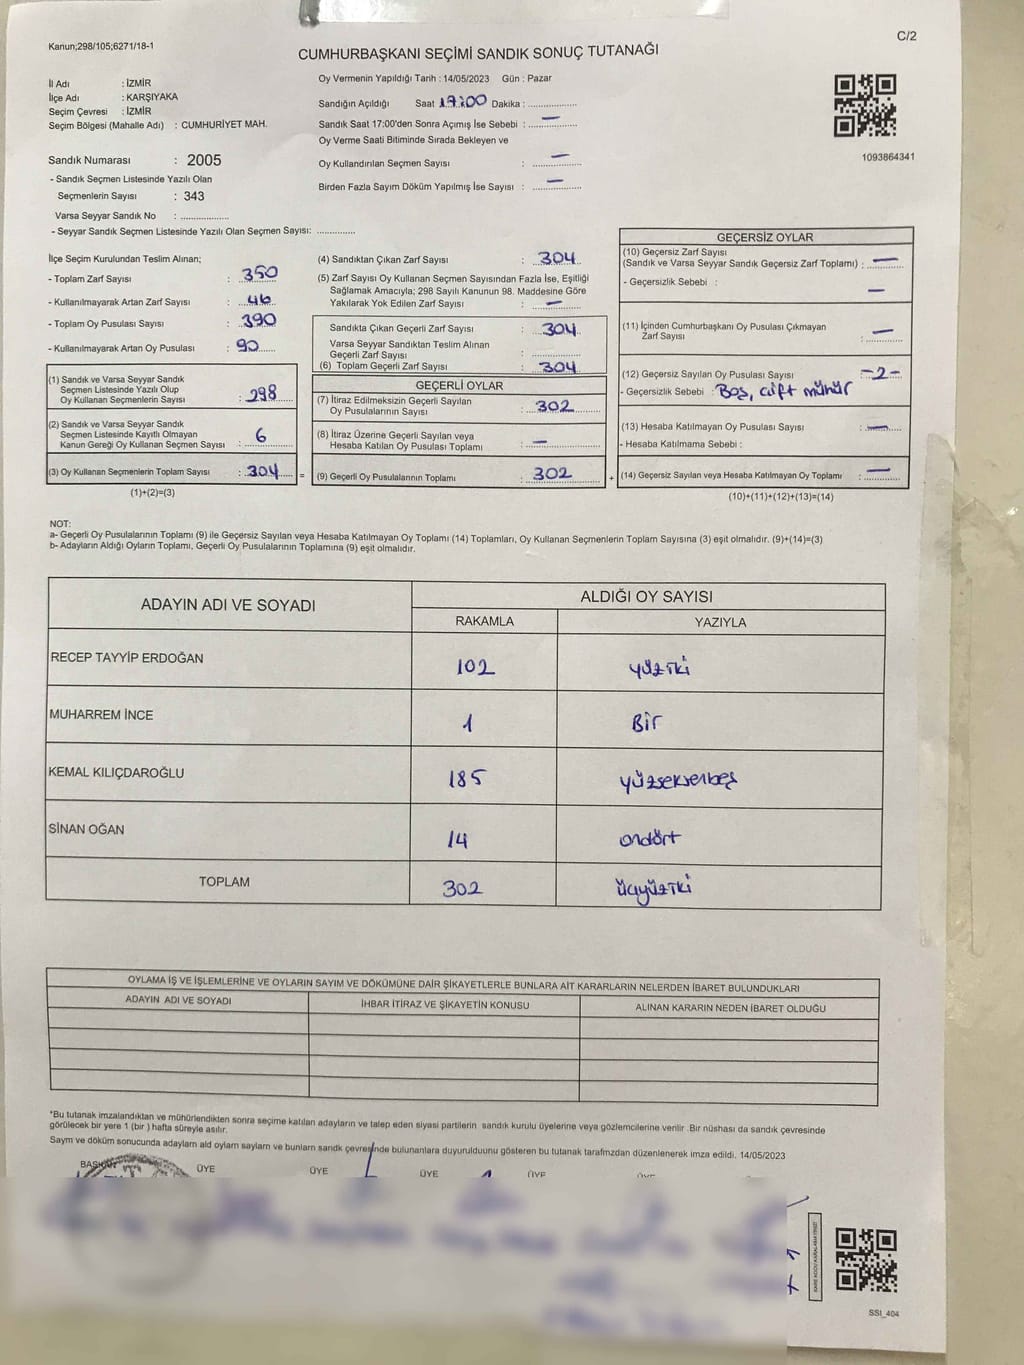 Kanun;298/105;6271/18-1
C/2
CUMHURBAŞKANI SEÇİMİ SANDIK SONUÇ TUTANAĞI
İl Adı : İZMİR
İlçe Adı : KARŞIYAKA
Seçim Çevresi : İZMİR
Seçim Bölgesi (Mahalle Adı) : CUMHURİYET MAH.
Sandık Numarası : 2005
- Sandık Seçmen Listesinde Yazılı Olan
Seçmenlerin Sayısı : 343
Varsa Seyyar Sandık No : ..................
- Seyyar Sandık Seçmen Listesinde Yazılı Olan Seçmen Sayısı: ..............
Oy Vermenin Yapıldığı Tarih : 14/05/2023 Gün : Pazar
Sandığın Açıldığı Saat 17:00 Dakika : ..................
Sandık Saat 17:00'den Sonra Açımış İse Sebebi : —
Oy Verme Saati Bitiminde Sırada Bekleyen ve
Oy Kullandırılan Seçmen Sayısı : —
Birden Fazla Sayım Döküm Yapılmış İse Sayısı : —
1093864341
İlçe Seçim Kurulundan Teslim Alınan;
- Toplam Zarf Sayısı : 350
- Kullanılmayarak Artan Zarf Sayısı : 46
- Toplam Oy Pusulası Sayısı : 390
- Kullanılmayarak Artan Oy Pusulası : 90
(1) Sandık ve Varsa Seyyar Sandık
Seçmen Listesinde Yazılı Olup
Oy Kullanan Seçmenlerin Sayısı : 298
(2) Sandık ve Varsa Seyyar Sandık
Seçmen Listesinde Kayıtlı Olmayan
Kanun Gereği Oy Kullanan Seçmen Sayısı : 6
(3) Oy Kullanan Seçmenlerin Toplam Sayısı : 304 =
(1)+(2)=(3)
(4) Sandıktan Çıkan Zarf Sayısı : 304
(5) Zarf Sayısı Oy Kullanan Seçmen Sayısından Fazla İse, Eşitliği
Sağlamak Amacıyla; 298 Sayılı Kanunun 98. Maddesine Göre
Yakılarak Yok Edilen Zarf Sayısı : —
Sandıkta Çıkan Geçerli Zarf Sayısı : 304
Varsa Seyyar Sandıktan Teslim Alınan
Geçerli Zarf Sayısı : ..................
(6) Toplam Geçerli Zarf Sayısı : 304
GEÇERLİ OYLAR
(7) İtiraz Edilmeksizin Geçerli Sayılan
Oy Pusulalarının Sayısı : 302
(8) İtiraz Üzerine Geçerli Sayılan veya
Hesaba Katılan Oy Pusulası Toplamı : —
(9) Geçerli Oy Pusulalarının Toplamı : 302 +
GEÇERSİZ OYLAR
(10) Geçersiz Zarf Sayısı
(Sandık ve Varsa Seyyar Sandık Geçersiz Zarf Toplamı) : —
- Geçersizlik Sebebi : —
(11) İçinden Cumhurbaşkanı Oy Pusulası Çıkmayan
Zarf Sayısı : —
(12) Geçersiz Sayılan Oy Pusulası Sayısı : -2-
- Geçersizlik Sebebi : Boş, çift mühür
(13) Hesaba Katılmayan Oy Pusulası Sayısı : —
- Hesaba Katılmama Sebebi :
(14) Geçersiz Sayılan veya Hesaba Katılmayan Oy Toplamı : —
(10)+(11)+(12)+(13)=(14)
NOT:
a- Geçerli Oy Pusulalarının Toplamı (9) ile Geçersiz Sayılan veya Hesaba Katılmayan Oy Toplamı (14) Toplamları, Oy Kullanan Seçmenlerin Toplam Sayısına (3) eşit olmalıdır. (9)+(14)=(3)
b- Adayların Aldığı Oyların Toplamı, Geçerli Oy Pusulalarının Toplamına (9) eşit olmalıdır.
ADAYIN ADI VE SOYADI ALDIĞI OY SAYISI
RAKAMLA YAZIYLA
RECEP TAYYİP ERDOĞAN 102 yüziki
MUHARREM İNCE 1 Bir
KEMAL KILIÇDAROĞLU 185 yüzseksenbeş
SİNAN OĞAN 14 ondört
TOPLAM 302 üçyüziki
OYLAMA İŞ VE İŞLEMLERİNE VE OYLARIN SAYIM VE DÖKÜMÜNE DAİR ŞİKAYETLERLE BUNLARA AİT KARARLARIN NELERDEN İBARET BULUNDUKLARI
ADAYIN ADI VE SOYADI İHBAR İTİRAZ VE ŞİKAYETİN KONUSU ALINAN KARARIN NEDEN İBARET OLDUĞU
*Bu tutanak imzalandıktan ve mühürlendikten sonra seçime katılan adayların ve talep eden siyasi partilerin sandık kurulu üyelerine veya gözlemcilerine verilir .Bir nüshası da sandık çevresinde
görülecek bir yere 1 (bir ) hafta süreyle asılır.
Sayım ve döküm sonucunda adayların ald oyların sayların ve bunların sandk çevresinde bulunanlara duyurulduunu gösteren bu tutanak tarafmzdan düzenlenerek imza edildi. 14/05/2023
BAŞKAN ÜYE ÜYE ÜYE ÜYE ÜYE
SSI_404